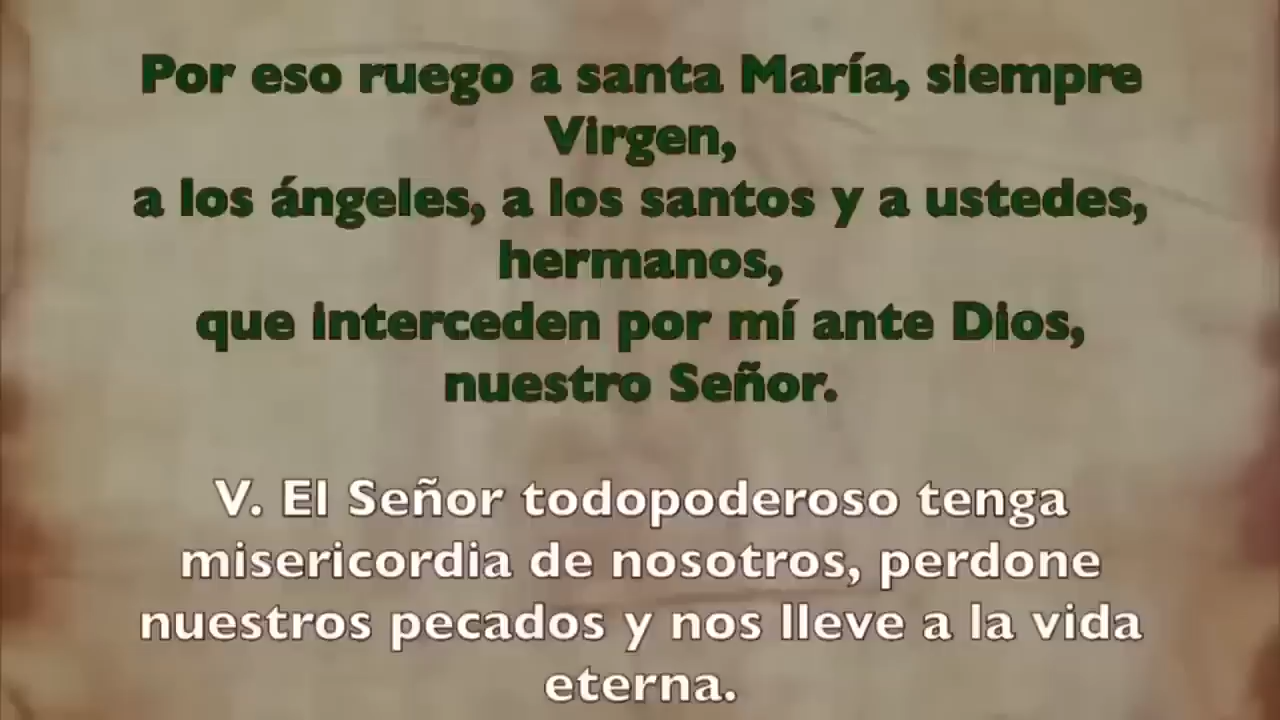 Por eso ruego a santa María, siempre
Virgen,
a los ángeles, a los santos y a ustedes,
hermanos,
que interceden por mí ante Dios,
nuestro Señor.
V. El Señor todopoderoso tenga
misericordia de nosotros, perdone
nuestros pecados y nos lleve a la vida
eterna.